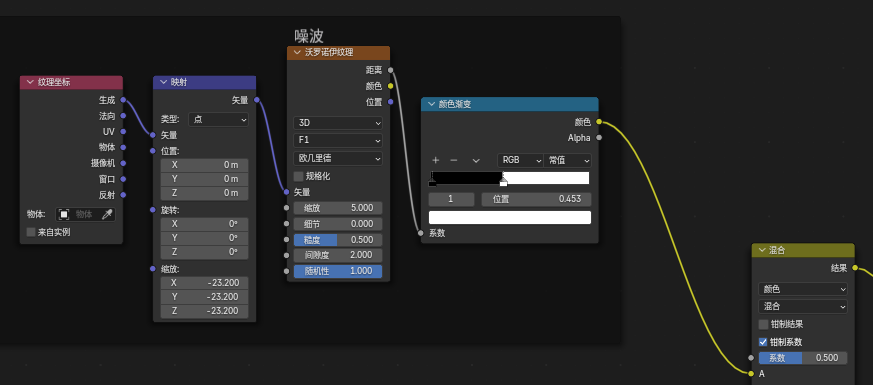 噪波
纹理坐标
生成
法向
UV
物体
摄像机
窗口
反射
物体:
物体
来自实例
映射
矢量
类型:
点
矢量
位置:
X 0 m
Y 0 m
Z 0 m
旋转:
X 0°
Y 0°
Z 0°
缩放:
X -23.200
Y -23.200
Z -23.200
沃罗诺伊纹理
距离
颜色
位置
3D
F1
欧几里德
规格化
矢量
缩放 5.000
细节 0.000
糙度 0.500
间隙度 2.000
随机性 1.000
颜色渐变
颜色
Alpha
+ − RGB 常值
1 位置 0.453
系数
混合
结果
颜色
混合
钳制结果
钳制系数
系数 0.500
A